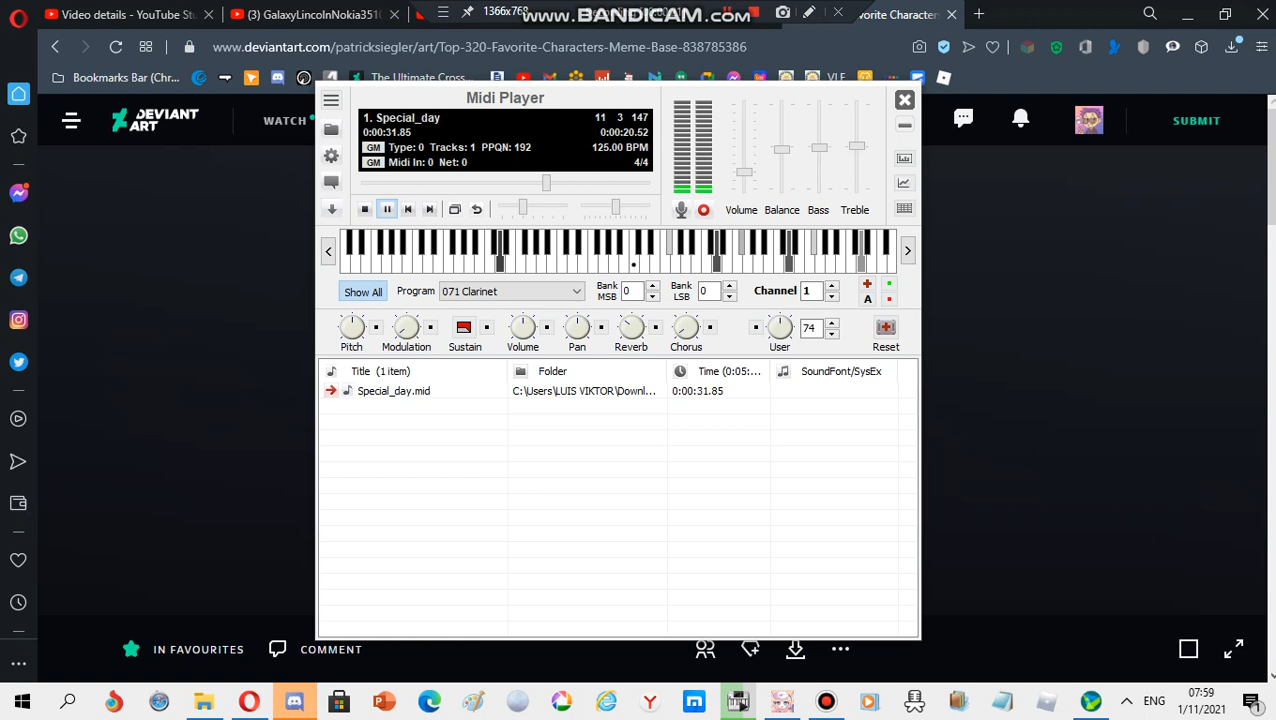 Video details - YouTube Stu
(3) GalaxyLincolnNokia3510
1366x768
www.BANDICAM.com
vorite Character
www.deviantart.com/patricksiegler/art/Top-320-Favorite-Characters-Meme-Base-838785386
Bookmarks Bar (Chr...
The Ultimate Cross...
VLF
DEVIANT ART
WATCH
SUBMIT
Midi Player
1. Special_day 11 3 147
0:00:31.85 0:00:20.52
GM Type: 0 Tracks: 1 PPQN: 192 125.00 BPM
GM Midi In: 0 Net: 0 4/4
Volume Balance Bass Treble
Show All Program 071 Clarinet Bank MSB 0 Bank LSB 0 Channel 1 A
74
Pitch Modulation Sustain Volume Pan Reverb Chorus User Reset
Title (1 item) Folder Time (0:05:... SoundFont/SysEx
Special_day.mid C:\Users\LUIS VIKTOR\Downl... 0:00:31.85
IN FAVOURITES COMMENT
ENG
07:59
1/11/2021
1